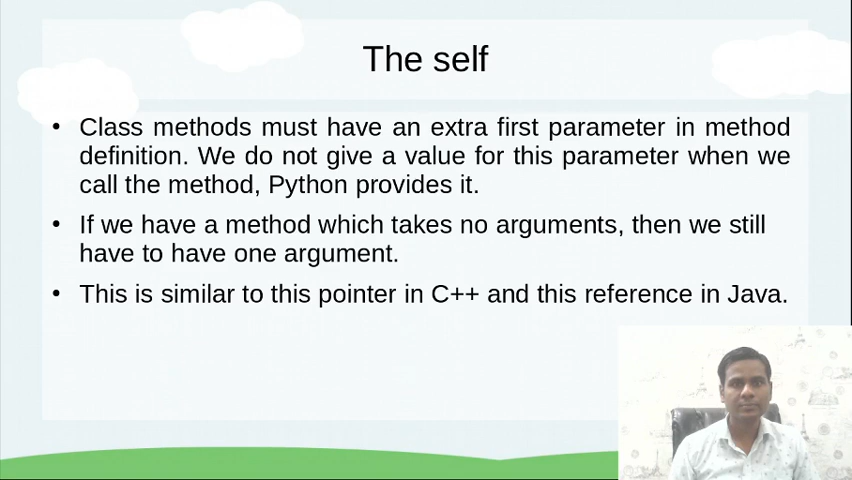 The self
• Class methods must have an extra first parameter in method
definition. We do not give a value for this parameter when we
call the method, Python provides it.
• If we have a method which takes no arguments, then we still
have to have one argument.
• This is similar to this pointer in C++ and this reference in Java.